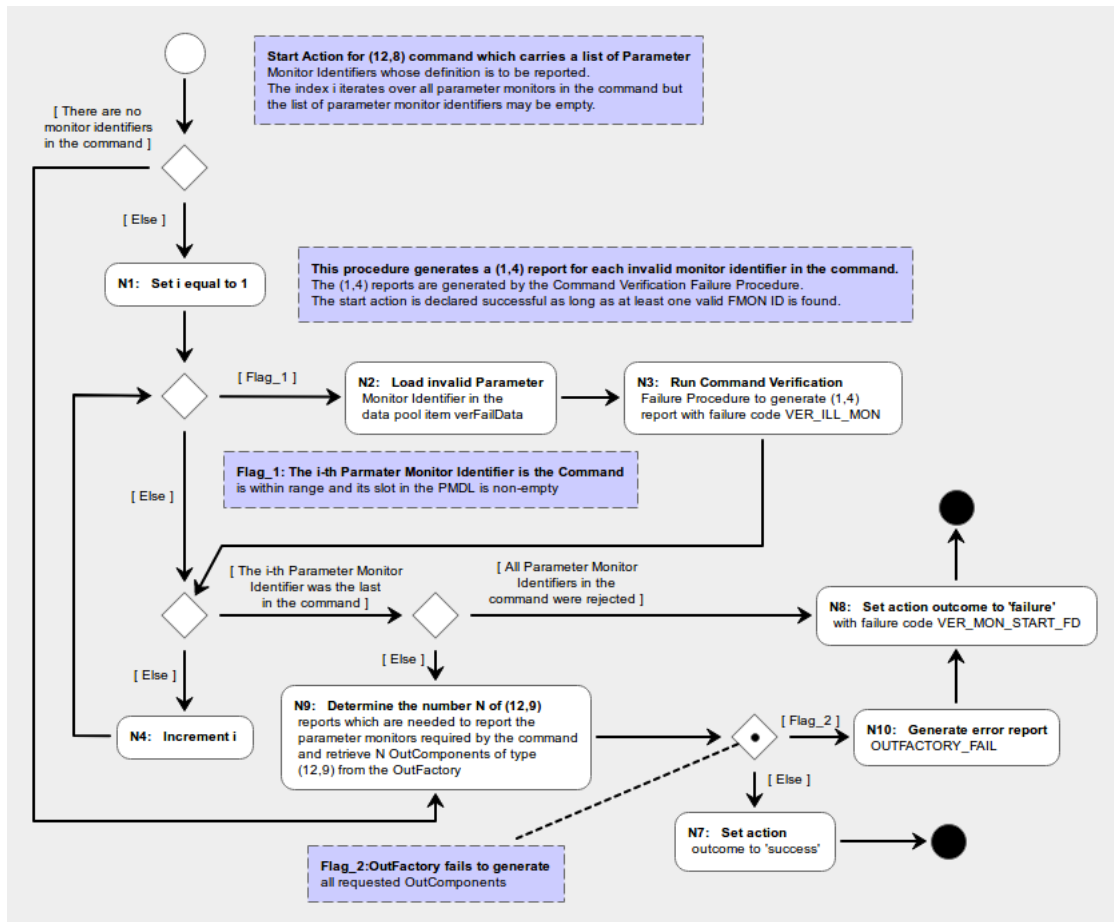 Start Action for (12,8) command which carries a list of Parameter
Monitor Identifiers whose definition is to be reported.
The index i iterates over all parameter monitors in the command but
the list of parameter monitor identifiers may be empty.
[ There are no
monitor identifiers
in the command ]
[ Else ]
N1: Set i equal to 1
This procedure generates a (1,4) report for each invalid monitor identifier in the command.
The (1,4) reports are generated by the Command Verification Failure Procedure.
The start action is declared successful as long as at least one valid FMON ID is found.
[ Flag_1 ]
N2: Load invalid Parameter
Monitor Identifier in the
data pool item verFailData
N3: Run Command Verification
Failure Procedure to generate (1,4)
report with failure code VER_ILL_MON
Flag_1: The i-th Parmater Monitor Identifier is the Command
is within range and its slot in the PMDL is non-empty
[ Else ]
[ The i-th Parameter Monitor
Identifier was the last
in the command ]
[ All Parameter Monitor
Identifiers in the
command were rejected ]
N8: Set action outcome to 'failure'
with failure code VER_MON_START_FD
[ Else ]
[ Else ]
N4: Increment i
N9: Determine the number N of (12,9)
reports which are needed to report the
parameter monitors required by the command
and retrieve N OutComponents of type
(12,9) from the OutFactory
[ Flag_2 ]
N10: Generate error report
OUTFACTORY_FAIL
[ Else ]
N7: Set action
outcome to 'success'
Flag_2:OutFactory fails to generate
all requested OutComponents